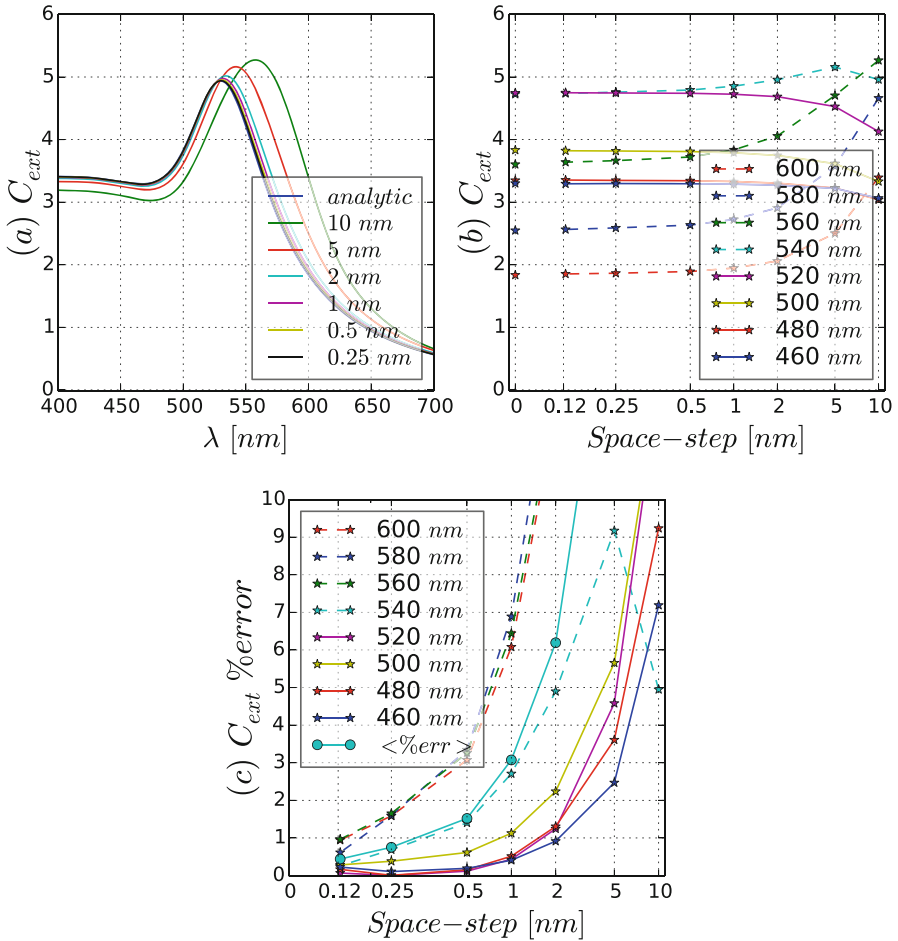 6
5
4
3
2
1
0
(a) C_ext
analytic
10 nm
5 nm
2 nm
1 nm
0.5 nm
0.25 nm
400 450 500 550 600 650 700
λ [nm]
6
5
4
3
2
1
0
(b) C_ext
600 nm
580 nm
560 nm
540 nm
520 nm
500 nm
480 nm
460 nm
0 0.12 0.25 0.5 1 2 5 10
Space−step [nm]
10
9
8
7
6
5
4
3
2
1
0
(c) C_ext %error
600 nm
580 nm
560 nm
540 nm
520 nm
500 nm
480 nm
460 nm
<%err>
0 0.12 0.25 0.5 1 2 5 10
Space−step [nm]